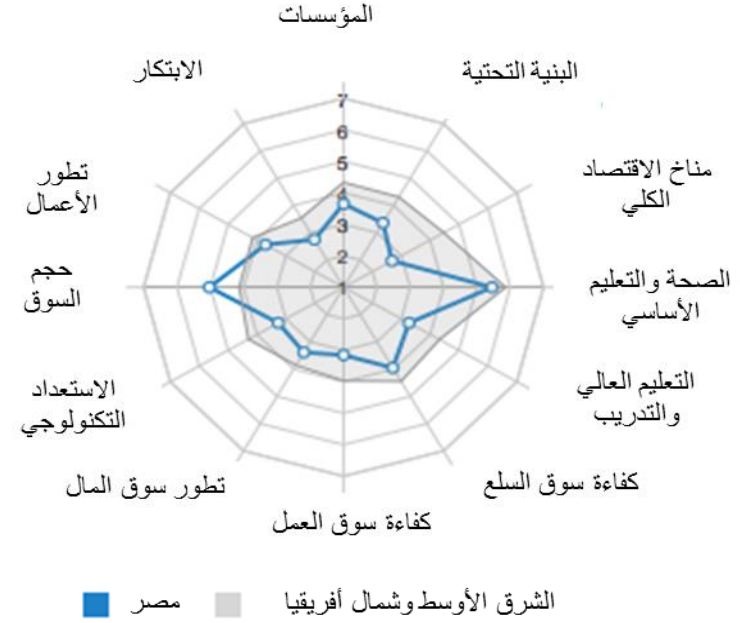 المؤسسات
البنية التحتية
الابتكار
مناخ الاقتصاد
الكلي
تطور
الأعمال
الصحة والتعليم
الأساسي
حجم
السوق
التعليم العالي
والتدريب
الاستعداد
التكنولوجي
كفاءة سوق السلع
تطور سوق المال
كفاءة سوق العمل
7
6
5
4
3
2
1
الشرق الأوسط وشمال أفريقيا
مصر